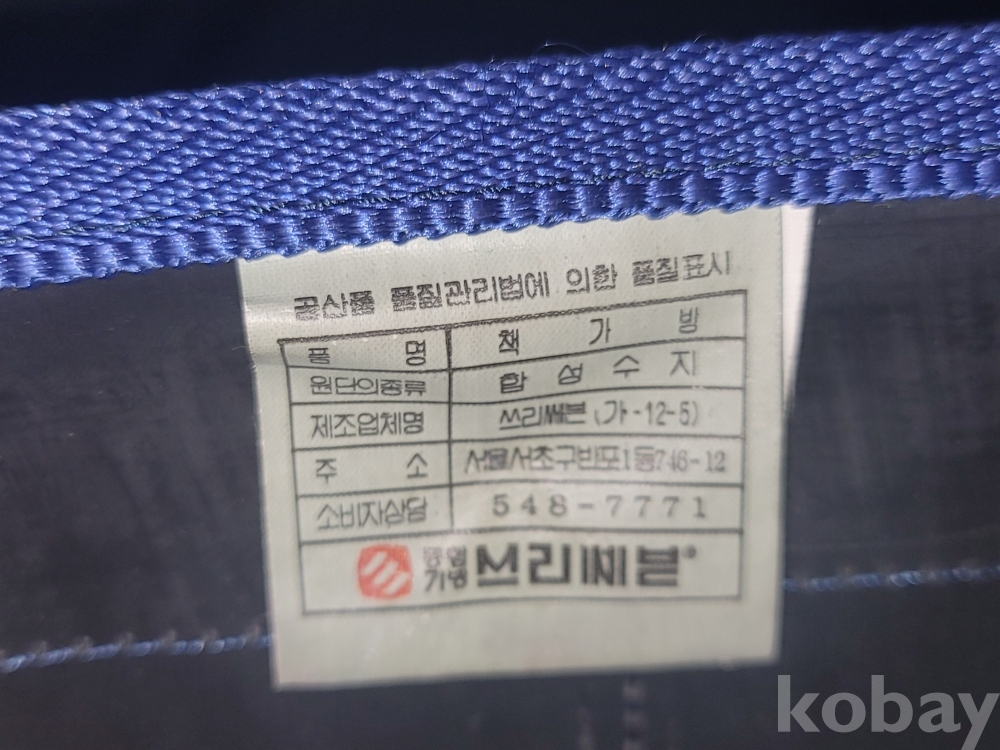 공산품 품질관리법에 의한 품질표시
품명 책가방
원단의종류 합성수지
제조업체명 쓰리쎄븐 (가-12-5)
주소 서울서초구반포1동746-12
소비자상담 548-7771
기명 쓰리쎄븐®
kobay